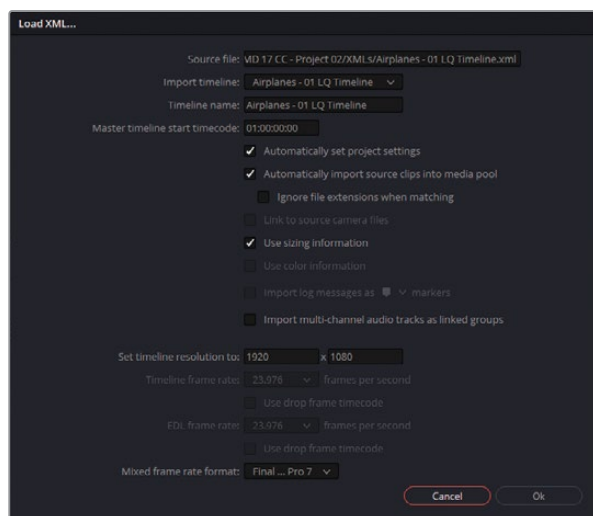 Load XML...
Source file: MD 17 CC - Project 02/XMLs/Airplanes - 01 LQ Timeline.xml
Import timeline: Airplanes - 01 LQ Timeline
Timeline name: Airplanes - 01 LQ Timeline
Master timeline start timecode: 01:00:00:00
Automatically set project settings
Automatically import source clips into media pool
Ignore file extensions when matching
Link to source camera files
Use sizing information
Use color information
Import log messages as markers
Import multi-channel audio tracks as linked groups
Set timeline resolution to: 1920 x 1080
Timeline frame rate: 23.976 frames per second
Use drop frame timecode
EDL frame rate: 23.976 frames per second
Use drop frame timecode
Mixed frame rate format: Final ... Pro 7
Cancel Ok